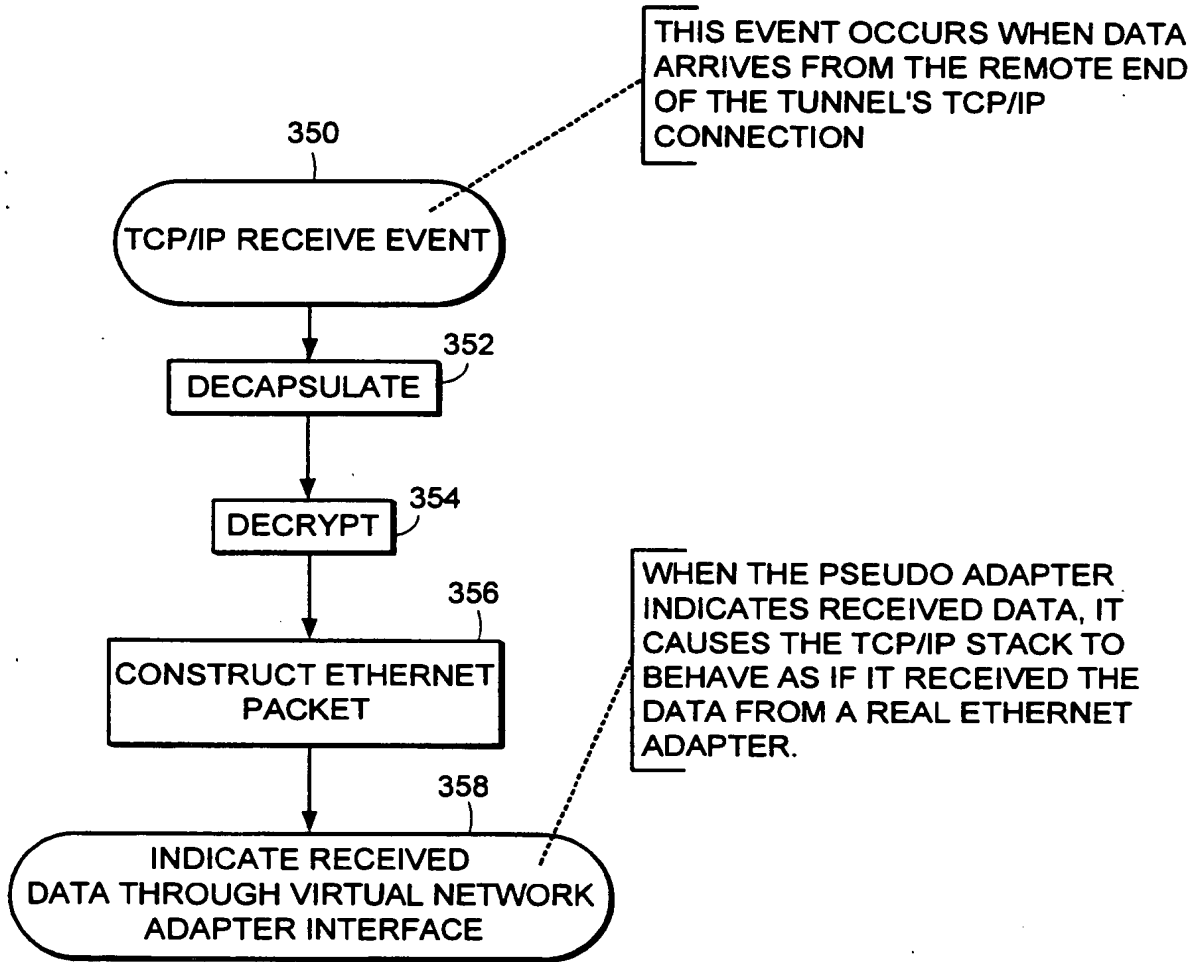 THIS EVENT OCCURS WHEN DATA
ARRIVES FROM THE REMOTE END
OF THE TUNNEL'S TCP/IP
CONNECTION
350
TCP/IP RECEIVE EVENT
352
DECAPSULATE
354
DECRYPT
356
CONSTRUCT ETHERNET
PACKET
WHEN THE PSEUDO ADAPTER
INDICATES RECEIVED DATA, IT
CAUSES THE TCP/IP STACK TO
BEHAVE AS IF IT RECEIVED THE
DATA FROM A REAL ETHERNET
ADAPTER.
358
INDICATE RECEIVED
DATA THROUGH VIRTUAL NETWORK
ADAPTER INTERFACE